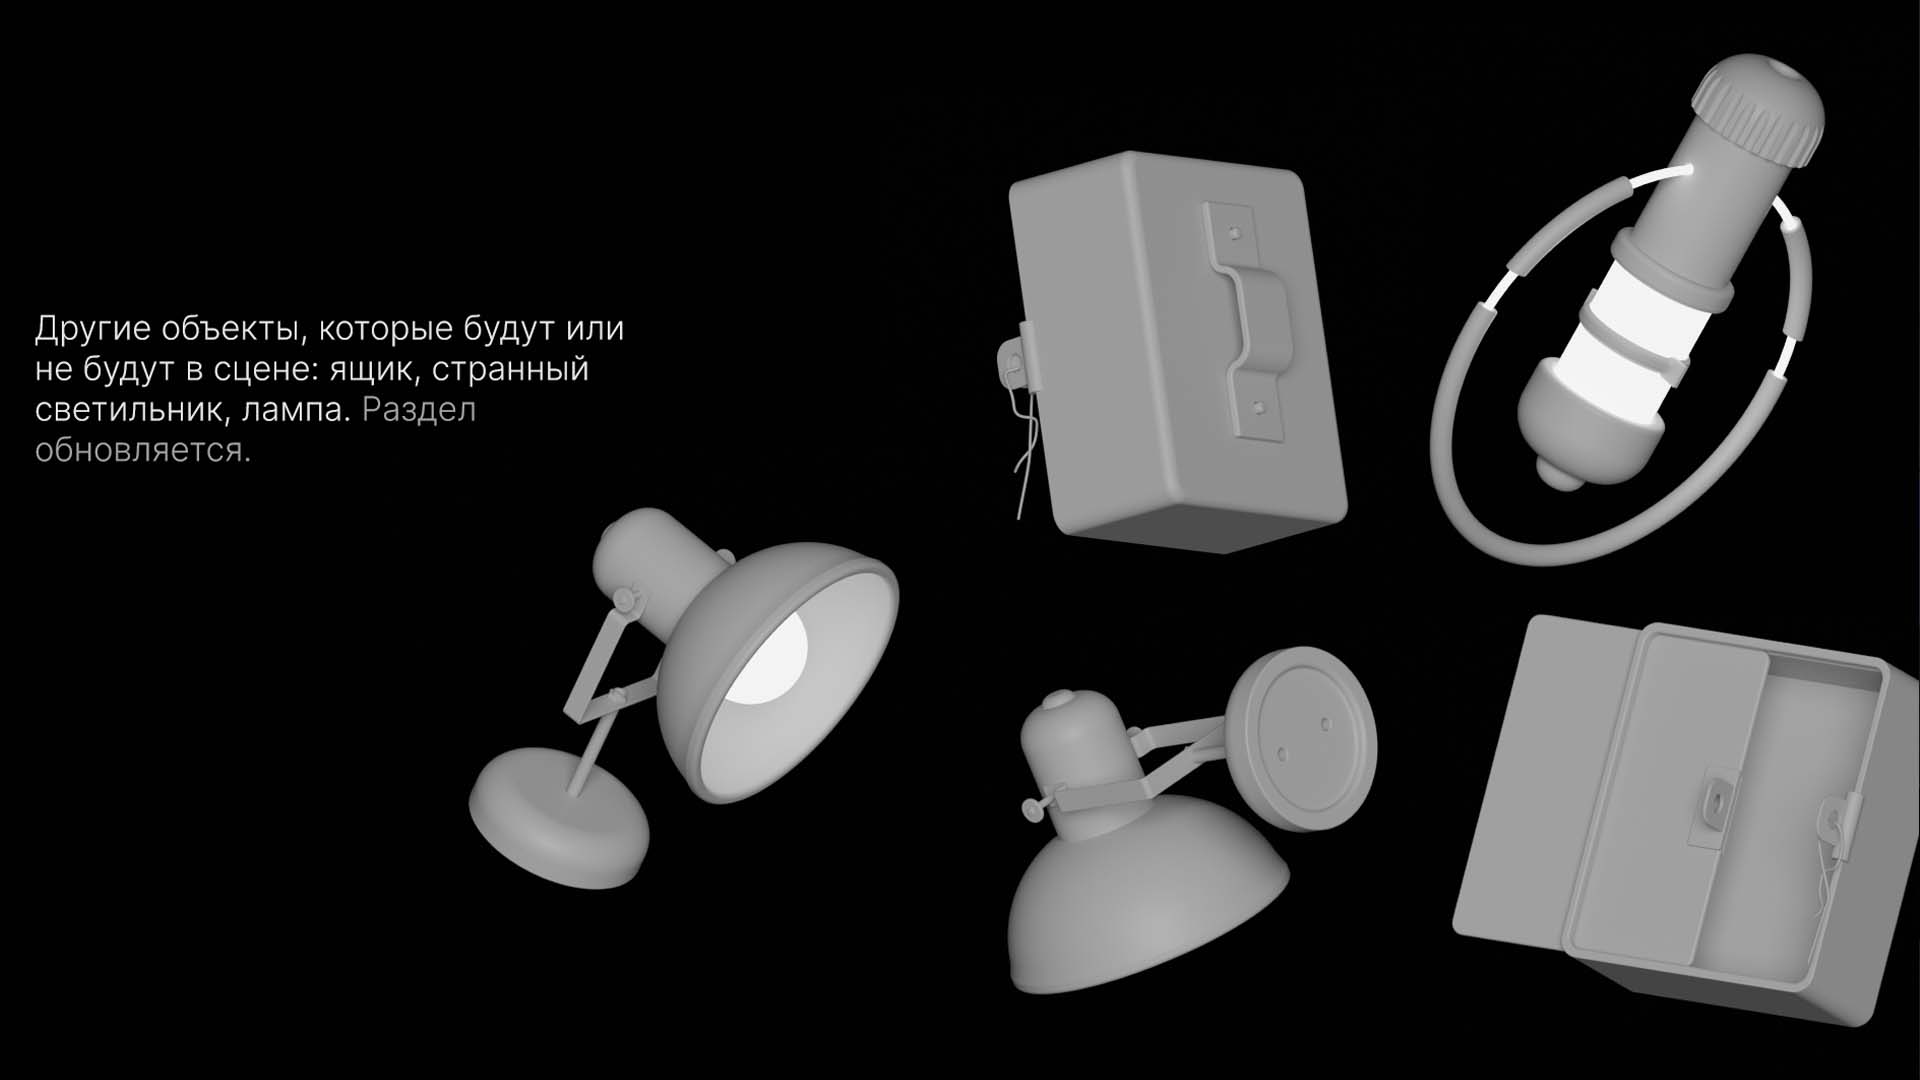 Другие объекты, которые будут или
не будут в сцене: ящик, странный
светильник, лампа. Раздел
обновляется.